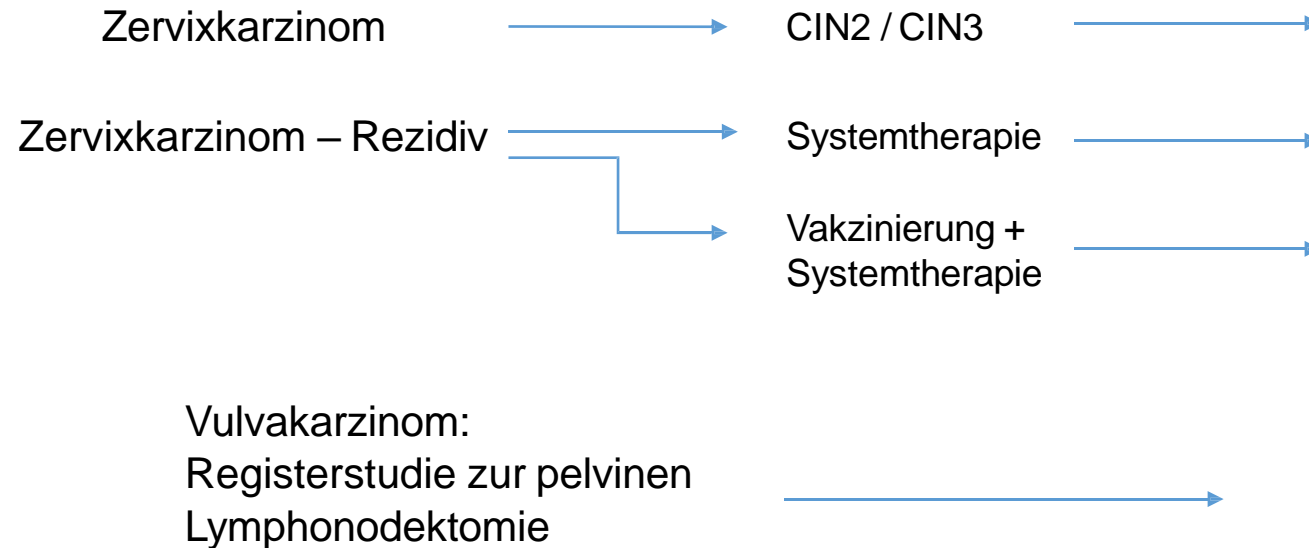 Zervixkarzinom
CIN2 / CIN3
Zervixkarzinom – Rezidiv
Systemtherapie
Vakzinierung +
Systemtherapie
Vulvakarzinom:
Registerstudie zur pelvinen
Lymphonodektomie